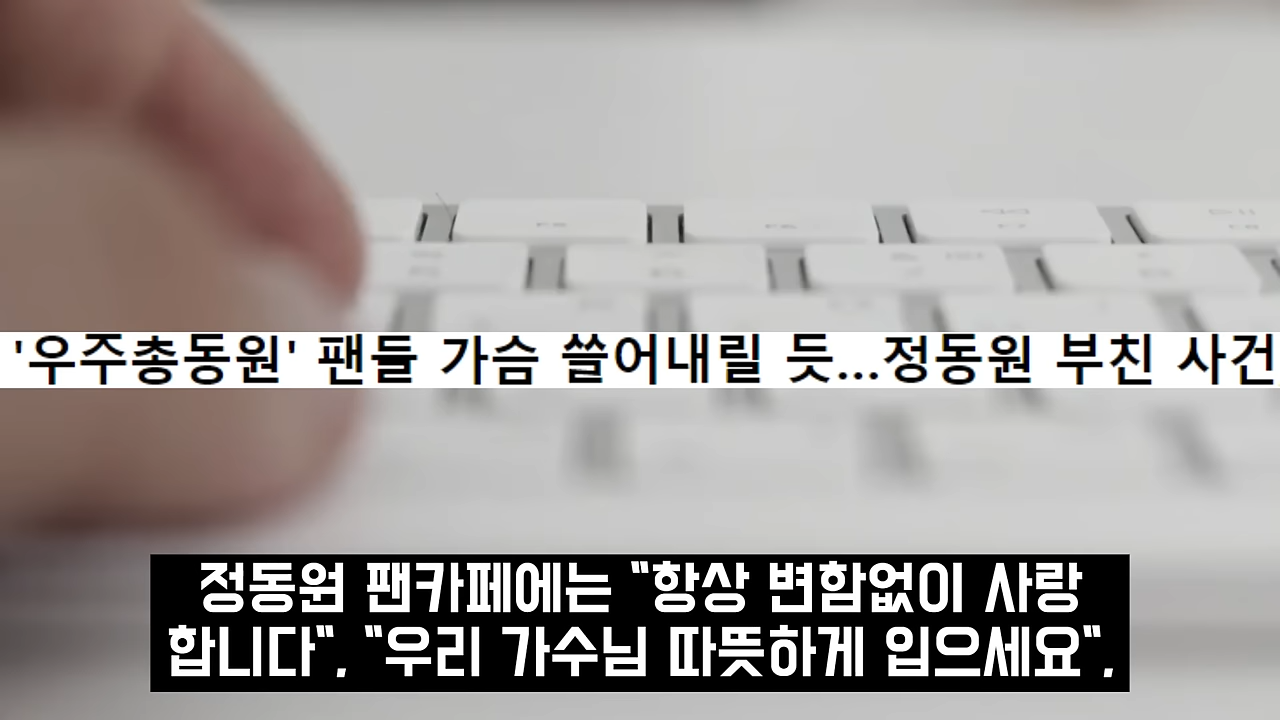 '우주총동원' 팬들 가슴 쓸어내릴 듯...정동원 부친 사건
정동원 팬카페에는 "항상 변함없이 사랑
합니다", "우리 가수님 따뜻하게 입으세요",